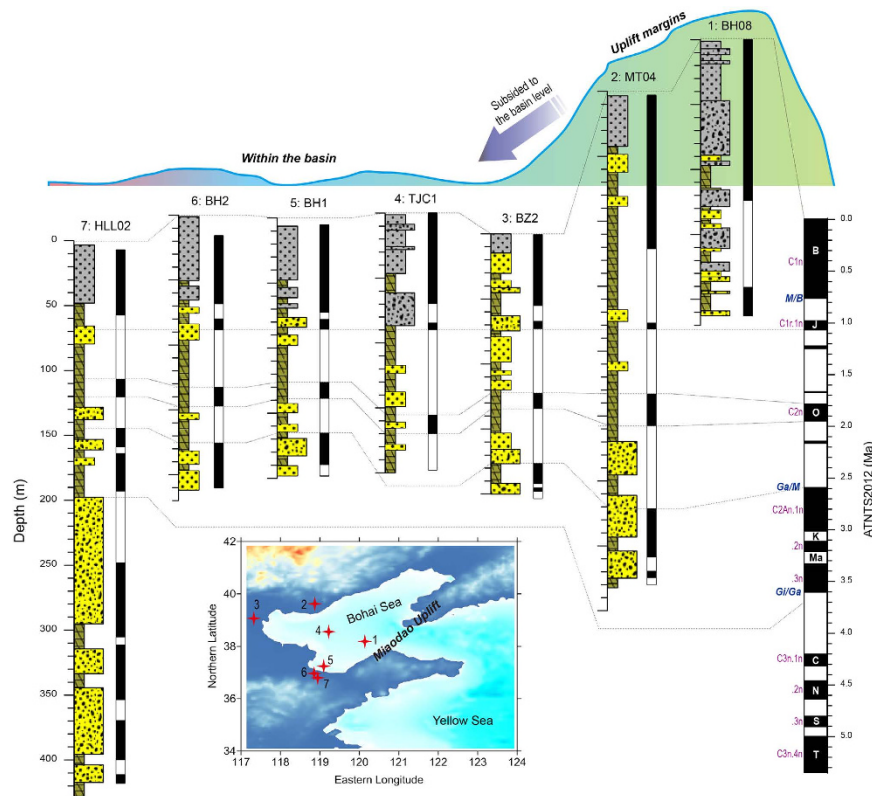 1: BH08
Uplift margins
2: MT04
Subsided to
the basin level
Within the basin
7: HLL02
6: BH2
5: BH1
4: TJC1
3: BZ2
Depth (m)
0
50
100
150
200
250
300
350
400
ATNTS2012 (Ma)
0.0
0.5
1.0
1.5
2.0
2.5
3.0
3.5
4.0
4.5
5.0
C1n
B
M/B
C1r.1n
J
C2n
O
Ga/M
C2An.1n
K
.2n
Ma
.3n
Gi/Ga
C3n.1n
C
.2n
N
.3n
S
C3n.4n
T
Northern Latitude
42
40
38
36
34
Bohai Sea
Miaodao Uplift
Yellow Sea
1
2
3
4
5
6
7
117
118
119
120
121
122
123
124
Eastern Longitude